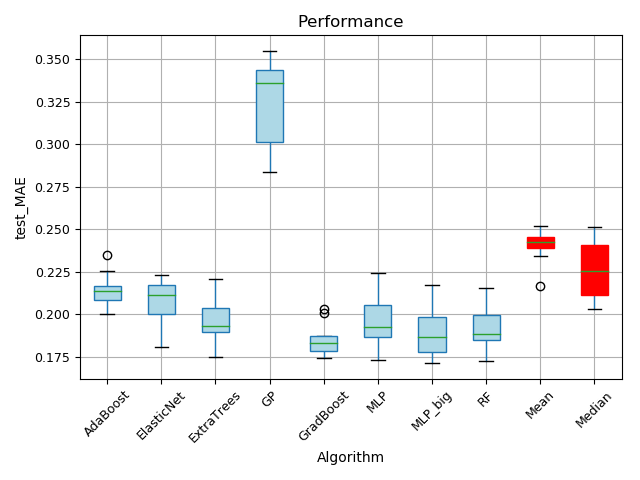 Performance
test_MAE
0.350
0.325
0.300
0.275
0.250
0.225
0.200
0.175
AdaBoost
ElasticNet
ExtraTrees
GP
GradBoost
MLP
MLP_big
RF
Mean
Median
Algorithm